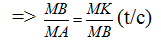 => MB/MA = MK/MB (t/c)